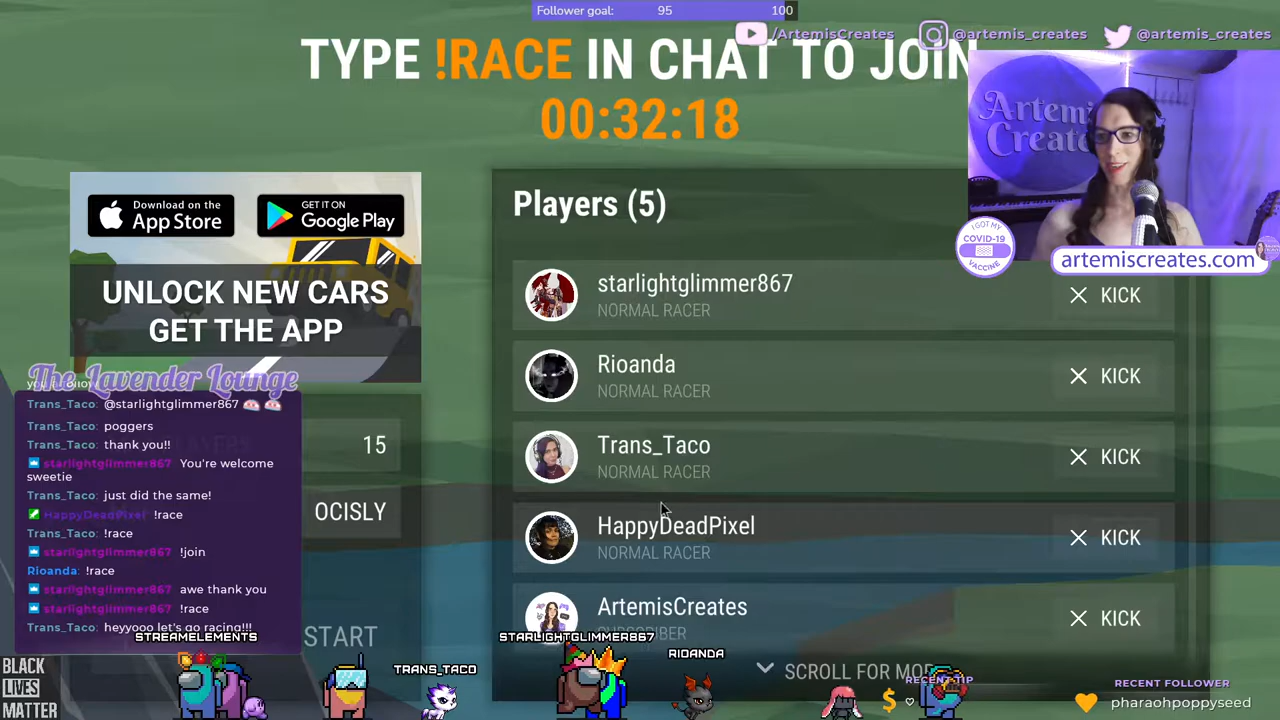 Follower goal: 95 100
/ArtemisCreates @artemis_creates @artemis_creates
TYPE !RACE IN CHAT TO JOIN
00:32:18
Artemis
Creates
I GOT MY
COVID-19
VACCINE
artemiscreates.com
Download on the
App Store
GET IT ON
Google Play
UNLOCK NEW CARS
GET THE APP
Players (5)
starlightglimmer867
NORMAL RACER
KICK
Rioanda
NORMAL RACER
KICK
Trans_Taco
NORMAL RACER
KICK
HappyDeadPixel
NORMAL RACER
KICK
ArtemisCreates
SUBSCRIBER
KICK
SCROLL FOR MO
The Lavender Lounge
Trans_Taco: @starlightglimmer867
Trans_Taco: poggers
Trans_Taco: thank you!!
starlightglimmer867 You're welcome
sweetie
Trans_Taco: just did the same!
HappyDeadPixel !race
Trans_Taco: !race
starlightglimmer867 !join
Rioanda: !race
starlightglimmer867 awe thank you
starlightglimmer867 !race
Trans_Taco: heyyooo let's go racing!!!
15
OCISLY
START
STREAMELEMENTS
TRANS_TACO
STARLIGHTGLIMMER867
RIOANDA
RECENT TIP
BLACK
LIVES
MATTER
RECENT FOLLOWER
pharaohpoppyseed